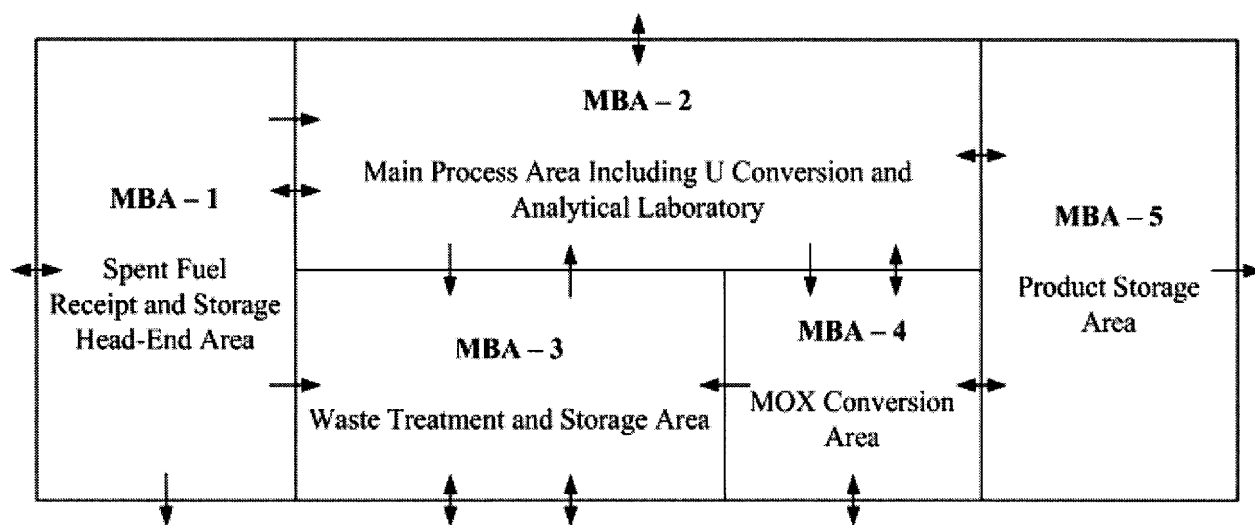 MBA – 1
Spent Fuel
Receipt and Storage
Head-End Area
MBA – 2
Main Process Area Including U Conversion and
Analytical Laboratory
MBA – 3
Waste Treatment and Storage Area
MBA – 4
MOX Conversion
Area
MBA – 5
Product Storage
Area